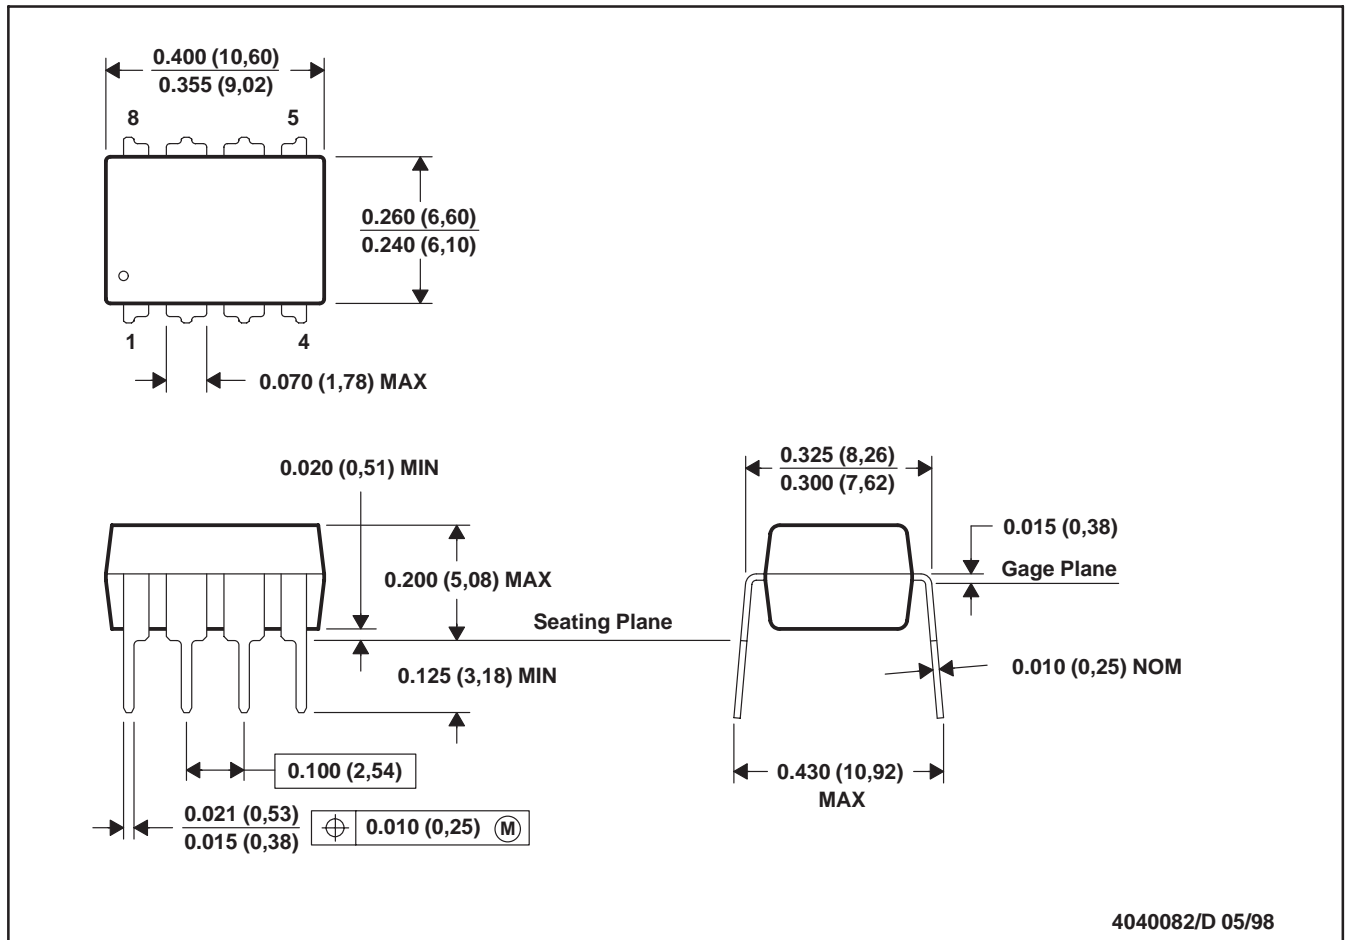 0.400 (10,60)
0.355 (9,02)
8 5
0.260 (6,60)
0.240 (6,10)
1 4
0.070 (1,78) MAX
0.020 (0,51) MIN
0.325 (8,26)
0.300 (7,62)
0.015 (0,38)
0.200 (5,08) MAX
Gage Plane
Seating Plane
0.125 (3,18) MIN
0.010 (0,25) NOM
0.100 (2,54)
0.430 (10,92)
MAX
0.021 (0,53)
0.015 (0,38)
0.010 (0,25) M
4040082/D 05/98